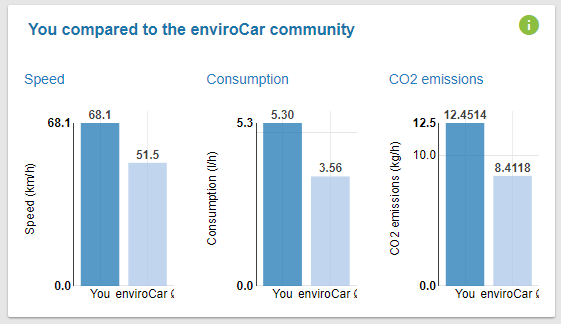 You compared to the enviroCar community
i
Speed
Speed (km/h)
68.1
0.0
68.1
51.5
You enviroCar
Consumption
Consumption (l/h)
5.3
0.0
5.30
3.56
You enviroCar
CO2 emissions
CO2 emissions (kg/h)
12.5
10.0
0.0
12.4514
8.4118
You enviroCar